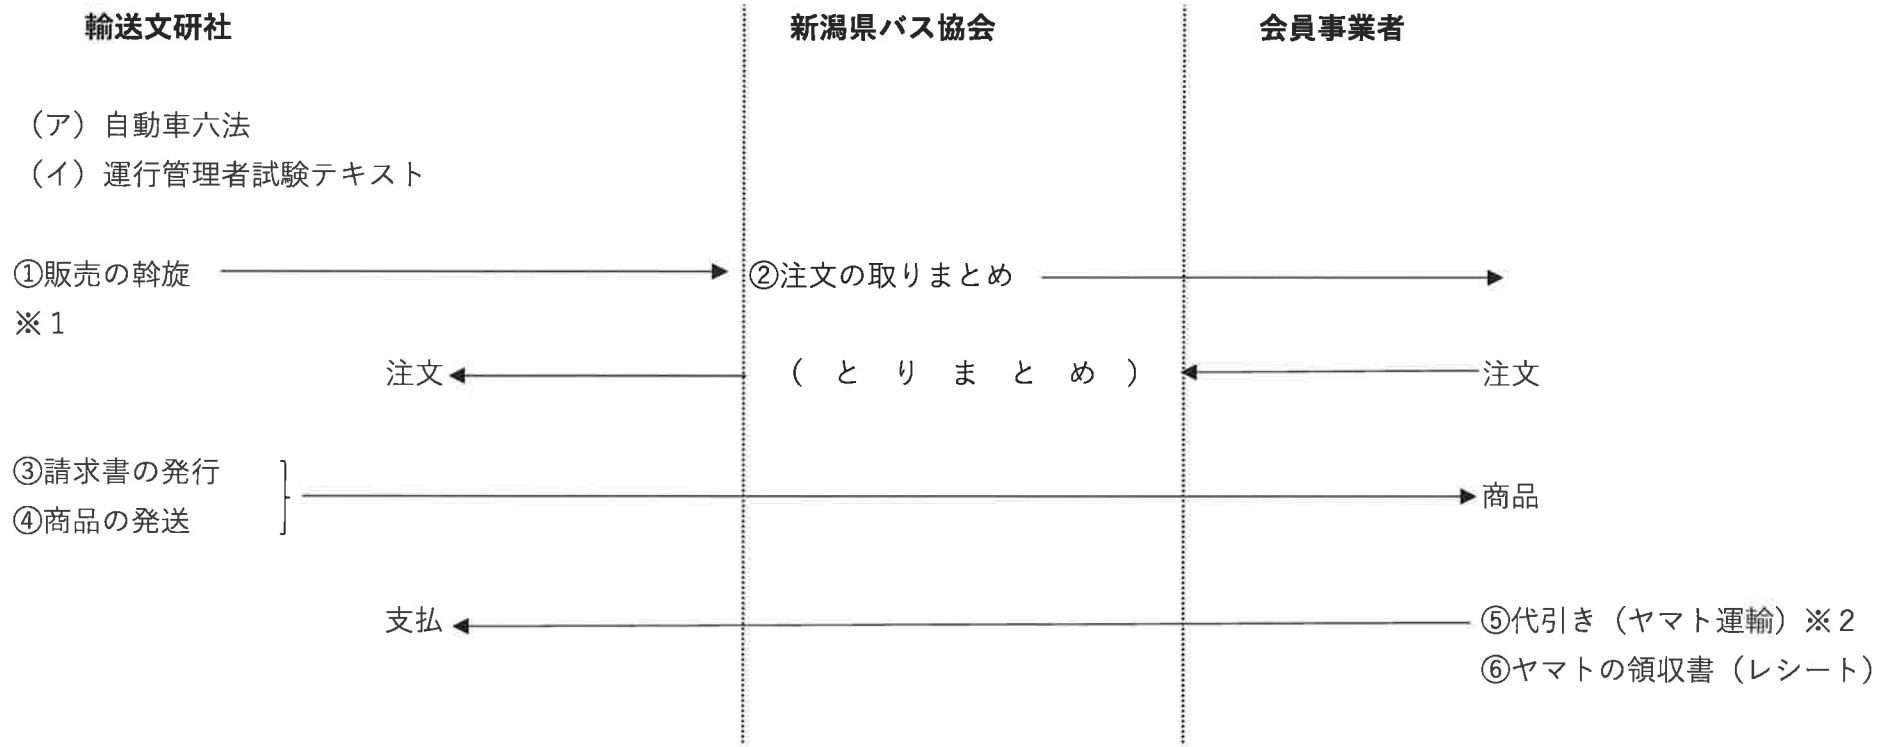 輸送文研社
新潟県バス協会
会員事業者
（ア）自動車六法
（イ）運行管理者試験テキスト
①販売の斡旋
②注文の取りまとめ
※１
注文
（とりまとめ）
注文
③請求書の発行
④商品の発送
商品
支払
⑤代引き（ヤマト運輸）※２
⑥ヤマトの領収書（レシート）